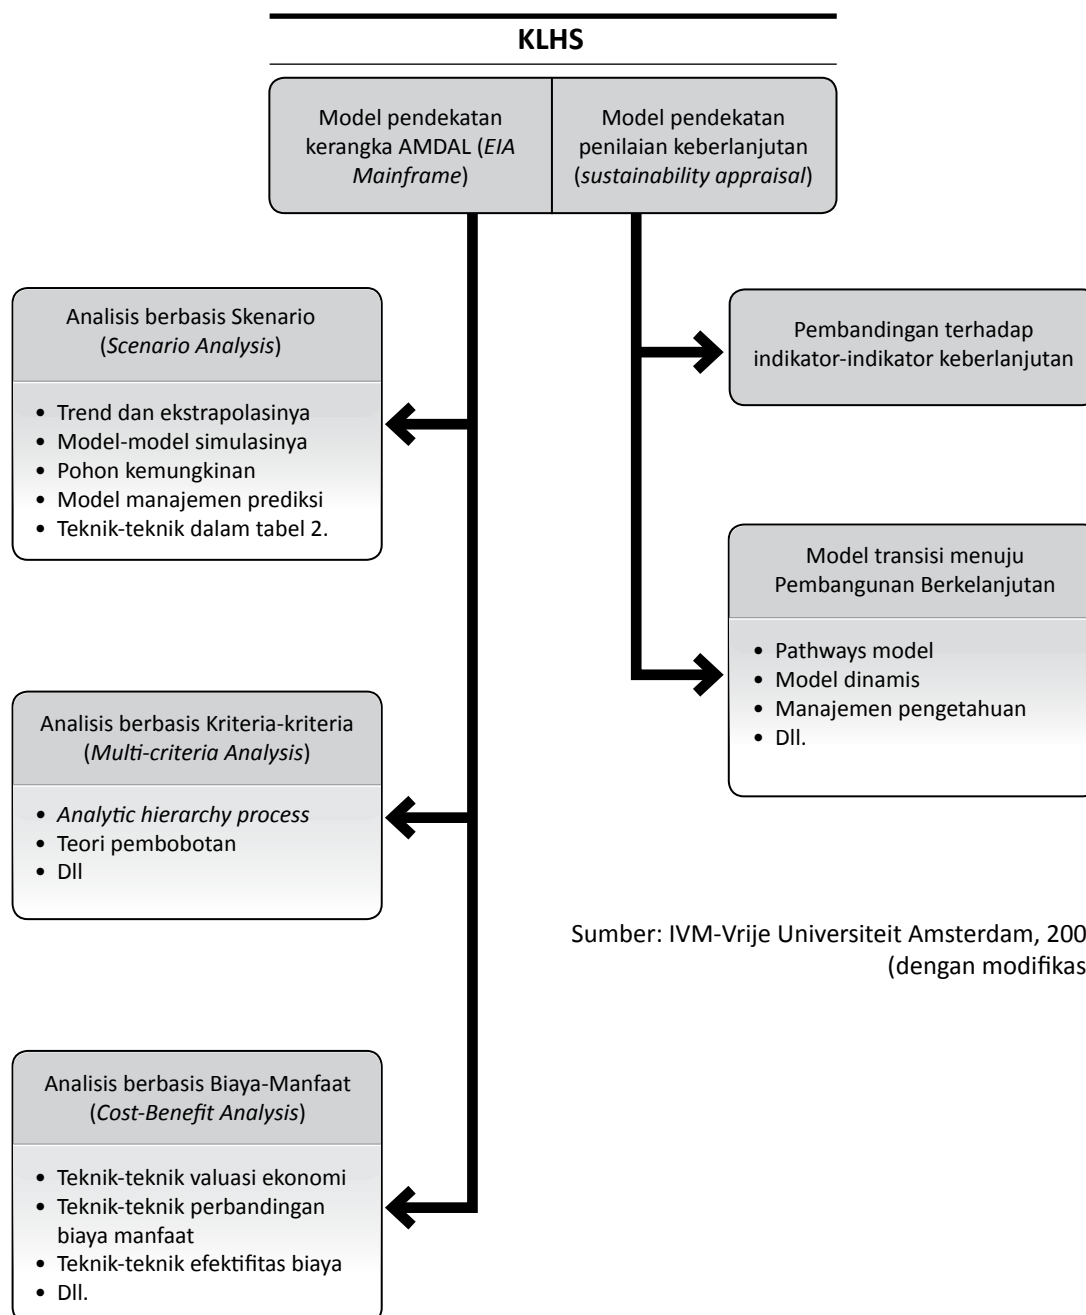 KLHS
Model pendekatan
kerangka AMDAL (EIA
Mainframe)
Model pendekatan
penilaian keberlanjutan
(sustainability appraisal)
Analisis berbasis Skenario
(Scenario Analysis)
• Trend dan ekstrapolasinya
• Model-model simulasinya
• Pohon kemungkinan
• Model manajemen prediksi
• Teknik-teknik dalam tabel 2.
Pembandingan terhadap
indikator-indikator keberlanjutan
Model transisi menuju
Pembangunan Berkelanjutan
• Pathways model
• Model dinamis
• Manajemen pengetahuan
• Dll.
Analisis berbasis Kriteria-kriteria
(Multi-criteria Analysis)
• Analytic hierarchy process
• Teori pembobotan
• Dll
Sumber: IVM-Vrije Universiteit Amsterdam, 200
(dengan modifikas
Analisis berbasis Biaya-Manfaat
(Cost-Benefit Analysis)
• Teknik-teknik valuasi ekonomi
• Teknik-teknik perbandingan
biaya manfaat
• Teknik-teknik efektifitas biaya
• Dll.